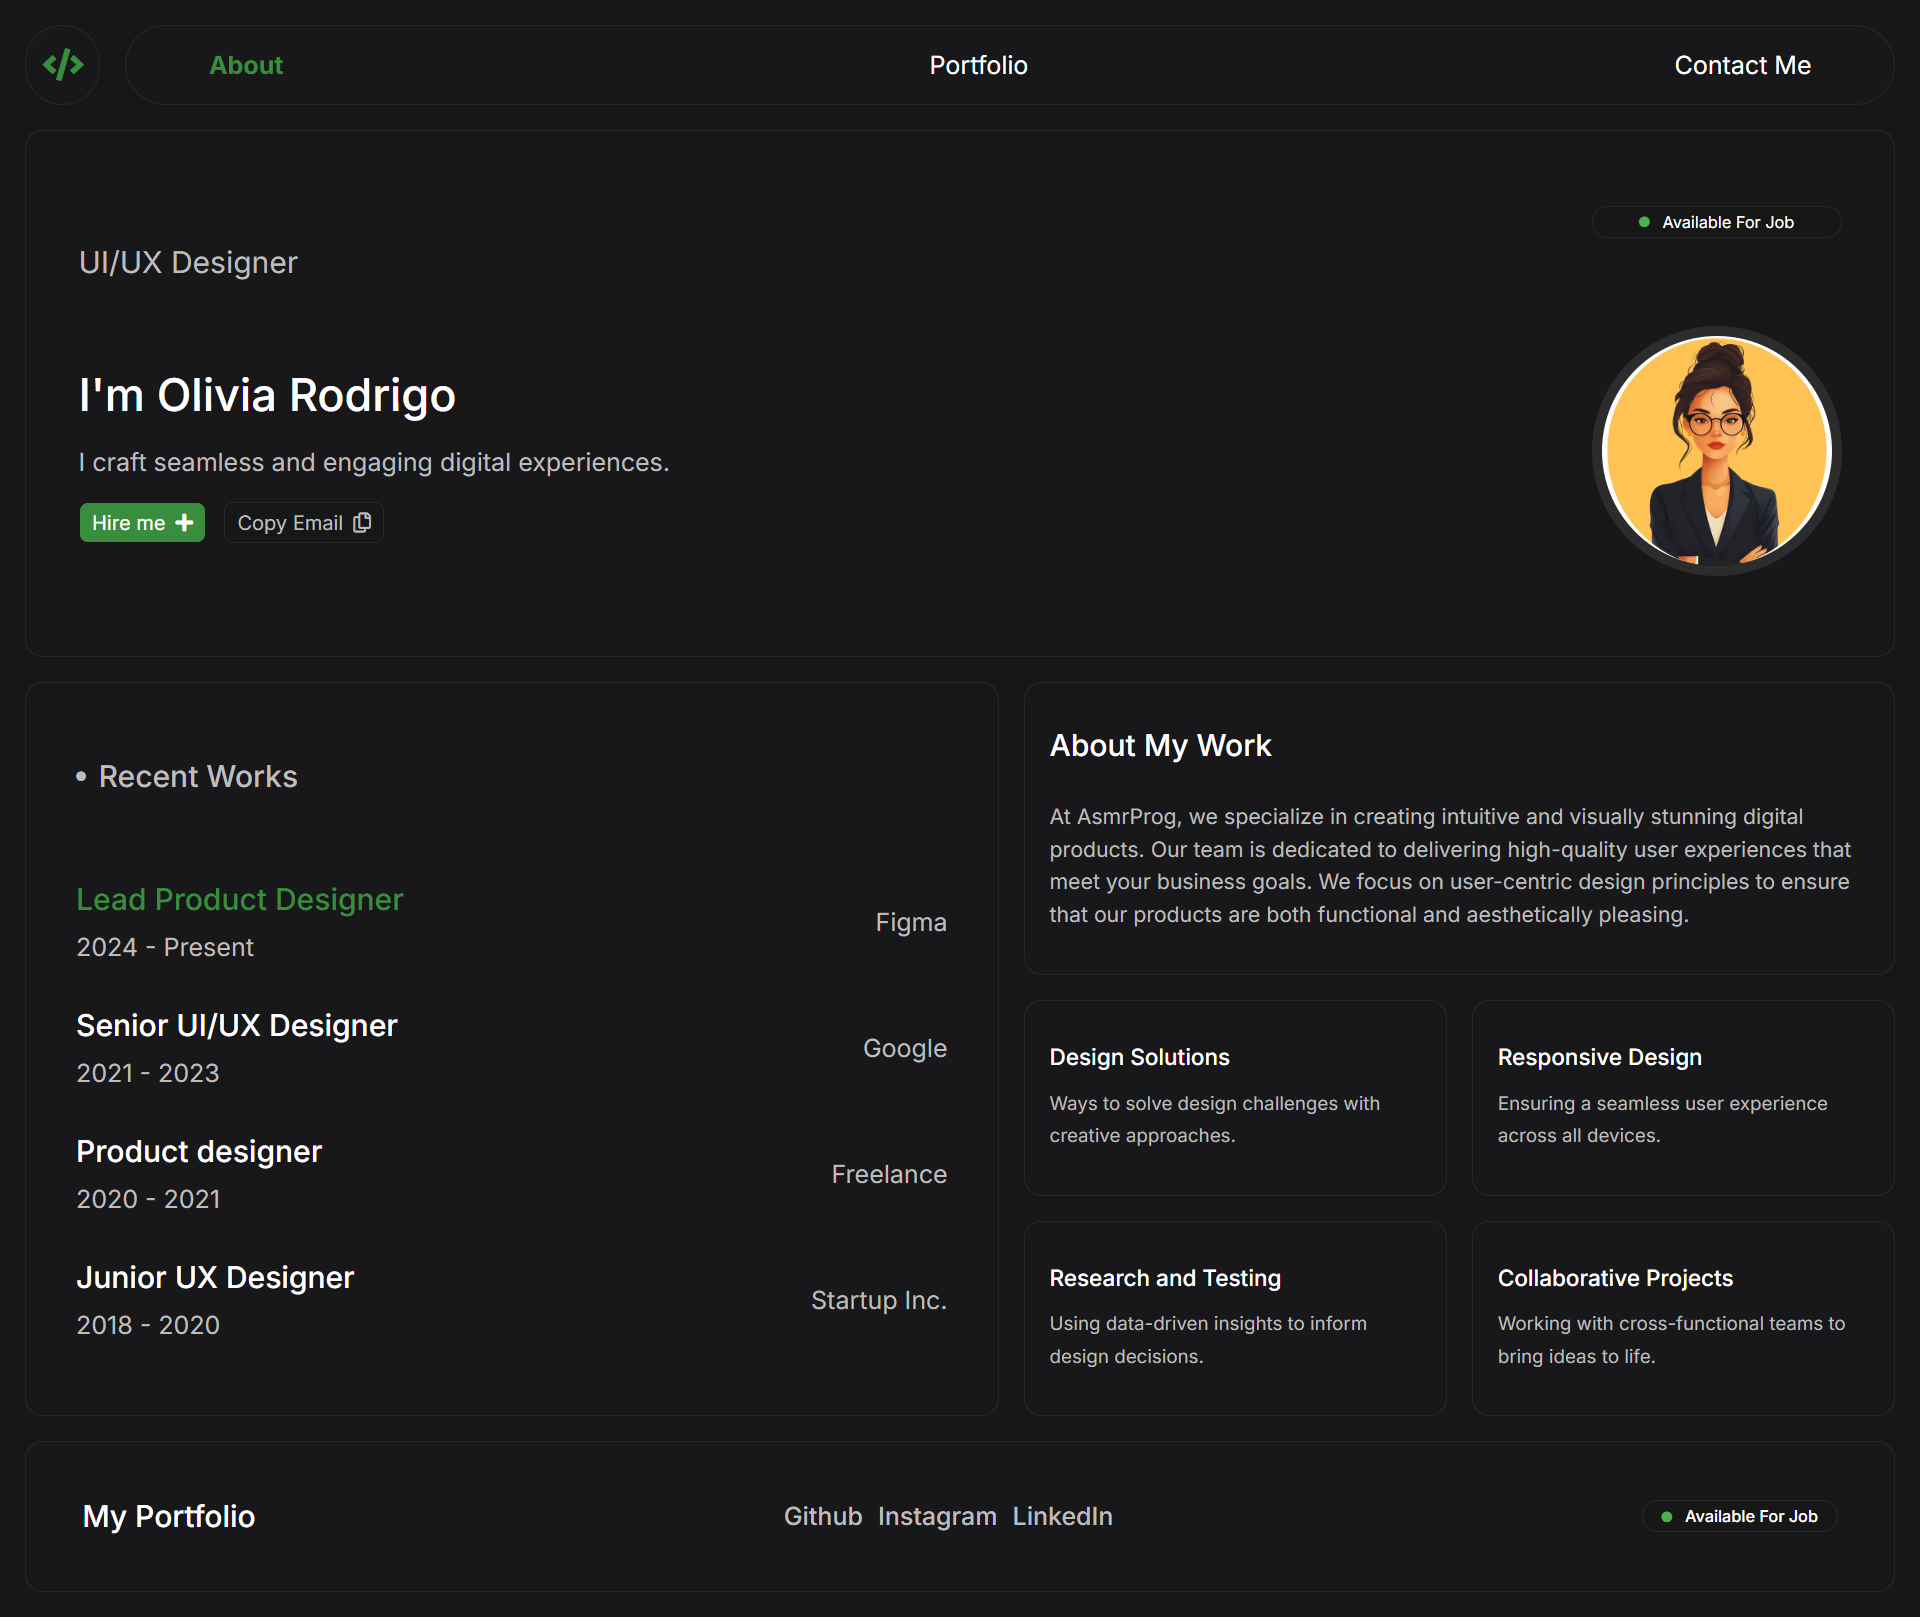 About
Portfolio
Contact Me
Available For Job
UI/UX Designer
I'm Olivia Rodrigo
I craft seamless and engaging digital experiences.
Hire me
Copy Email
• Recent Works
Lead Product Designer
2024 - Present
Figma
Senior UI/UX Designer
2021 - 2023
Google
Product designer
2020 - 2021
Freelance
Junior UX Designer
2018 - 2020
Startup Inc.
About My Work
At AsmrProg, we specialize in creating intuitive and visually stunning digital
products. Our team is dedicated to delivering high-quality user experiences that
meet your business goals. We focus on user-centric design principles to ensure
that our products are both functional and aesthetically pleasing.
Design Solutions
Ways to solve design challenges with
creative approaches.
Responsive Design
Ensuring a seamless user experience
across all devices.
Research and Testing
Using data-driven insights to inform
design decisions.
Collaborative Projects
Working with cross-functional teams to
bring ideas to life.
My Portfolio
Github Instagram LinkedIn
Available For Job